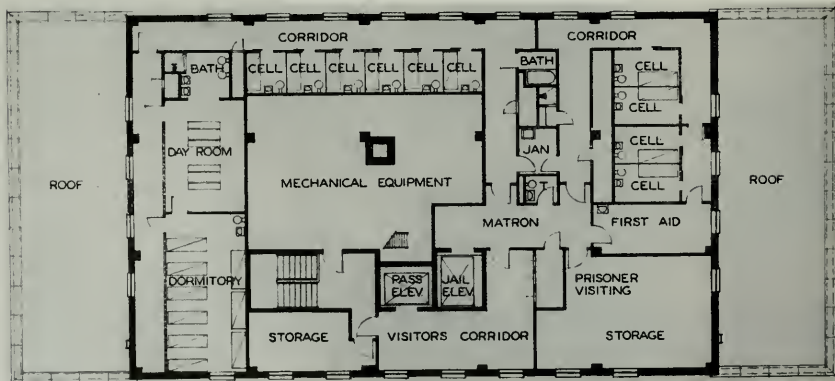 CORRIDOR
CORRIDOR
BATH
CELL CELL CELL CELL CELL CELL
BATH
CELL
CELL
DAY ROOM
JAN
CELL
CELL
ROOF
MECHANICAL EQUIPMENT
ROOF
T
MATRON
FIRST AID
DORMITORY
PASS
ELEV
JAIL
ELEV
PRISONER
VISITING
STORAGE
VISITORS CORRIDOR
STORAGE